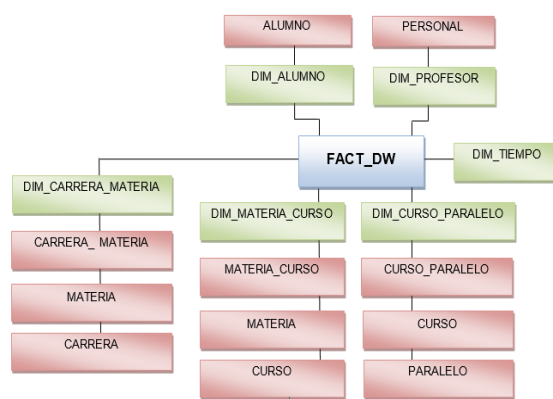 ALUMNO
PERSONAL
DIM_ALUMNO
DIM_PROFESOR
FACT_DW
DIM_TIEMPO
DIM_CARRERA_MATERIA
DIM_MATERIA_CURSO
DIM_CURSO_PARALELO
CARRERA_ MATERIA
MATERIA_CURSO
CURSO_PARALELO
MATERIA
MATERIA
CURSO
CARRERA
CURSO
PARALELO